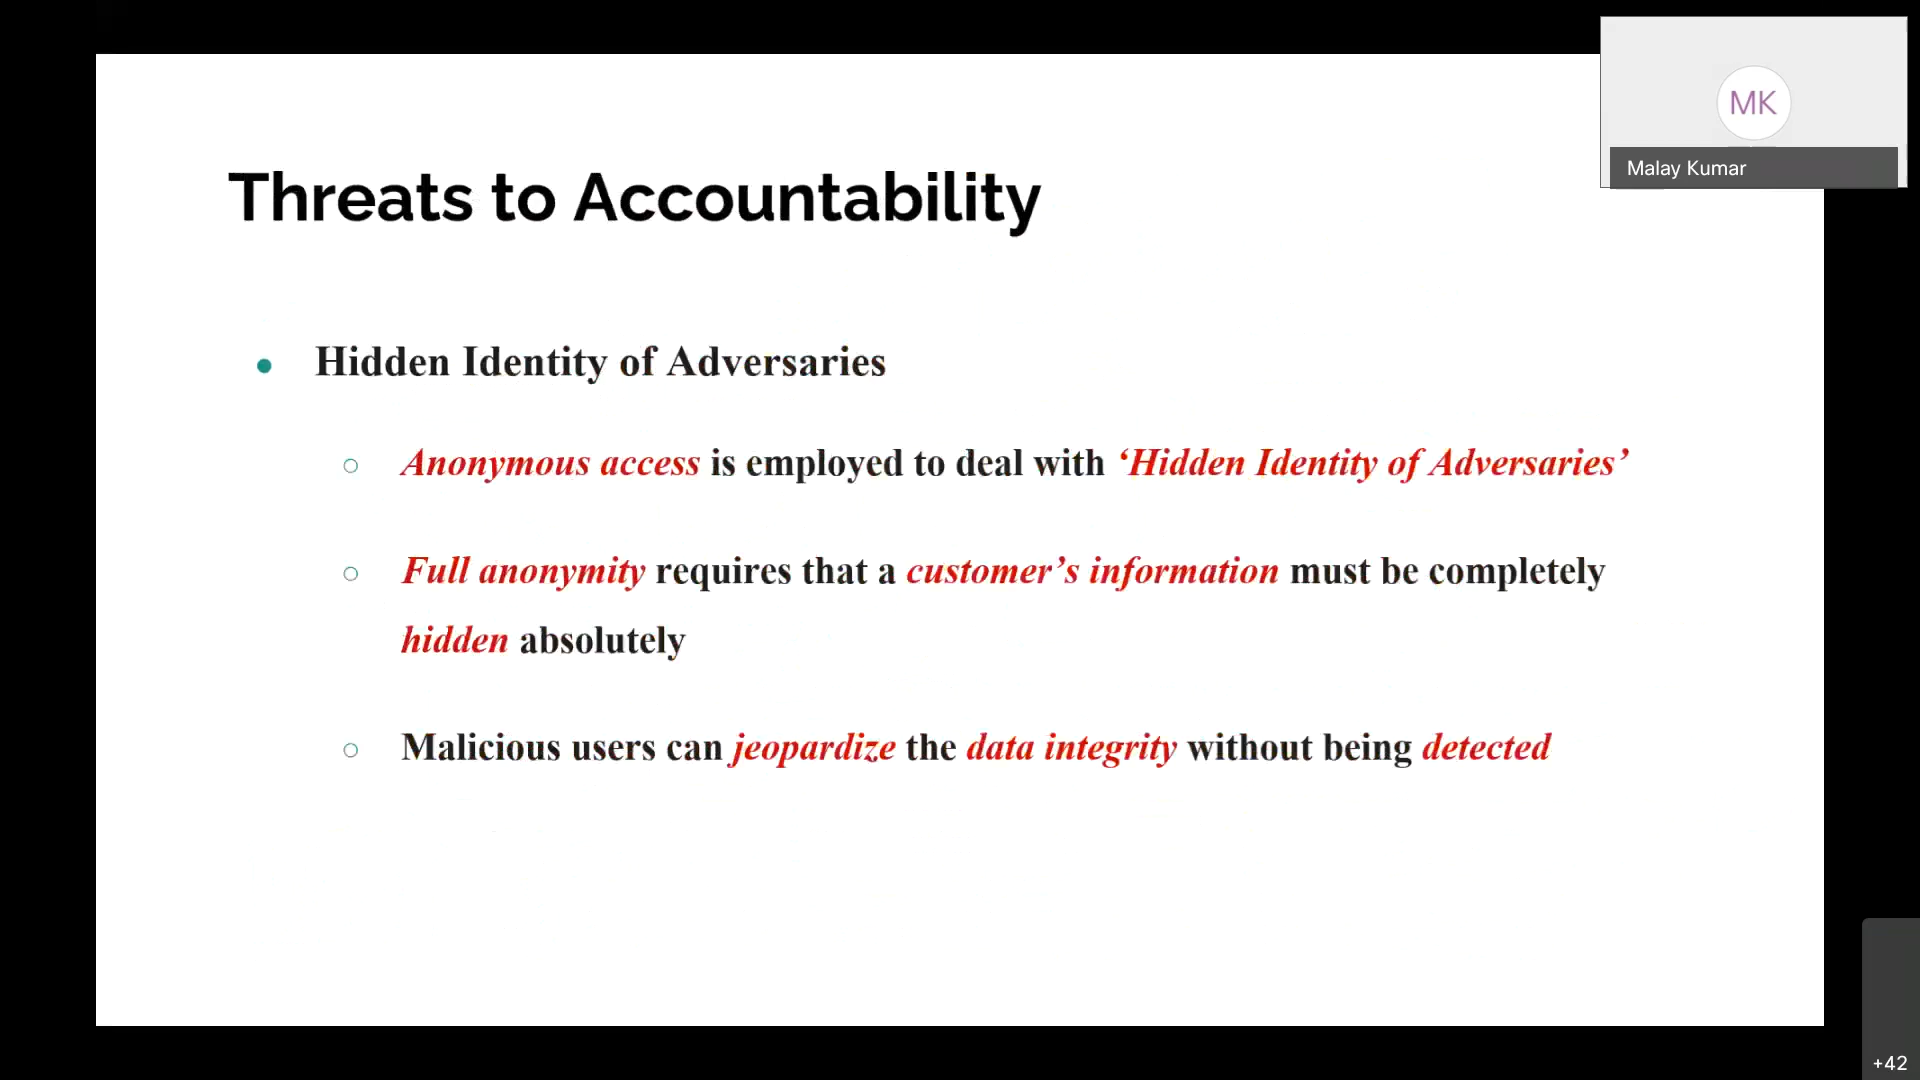 MK
Malay Kumar
Threats to Accountability
● Hidden Identity of Adversaries
○ Anonymous access is employed to deal with ‘Hidden Identity of Adversaries’
○ Full anonymity requires that a customer’s information must be completely
hidden absolutely
○ Malicious users can jeopardize the data integrity without being detected
+42